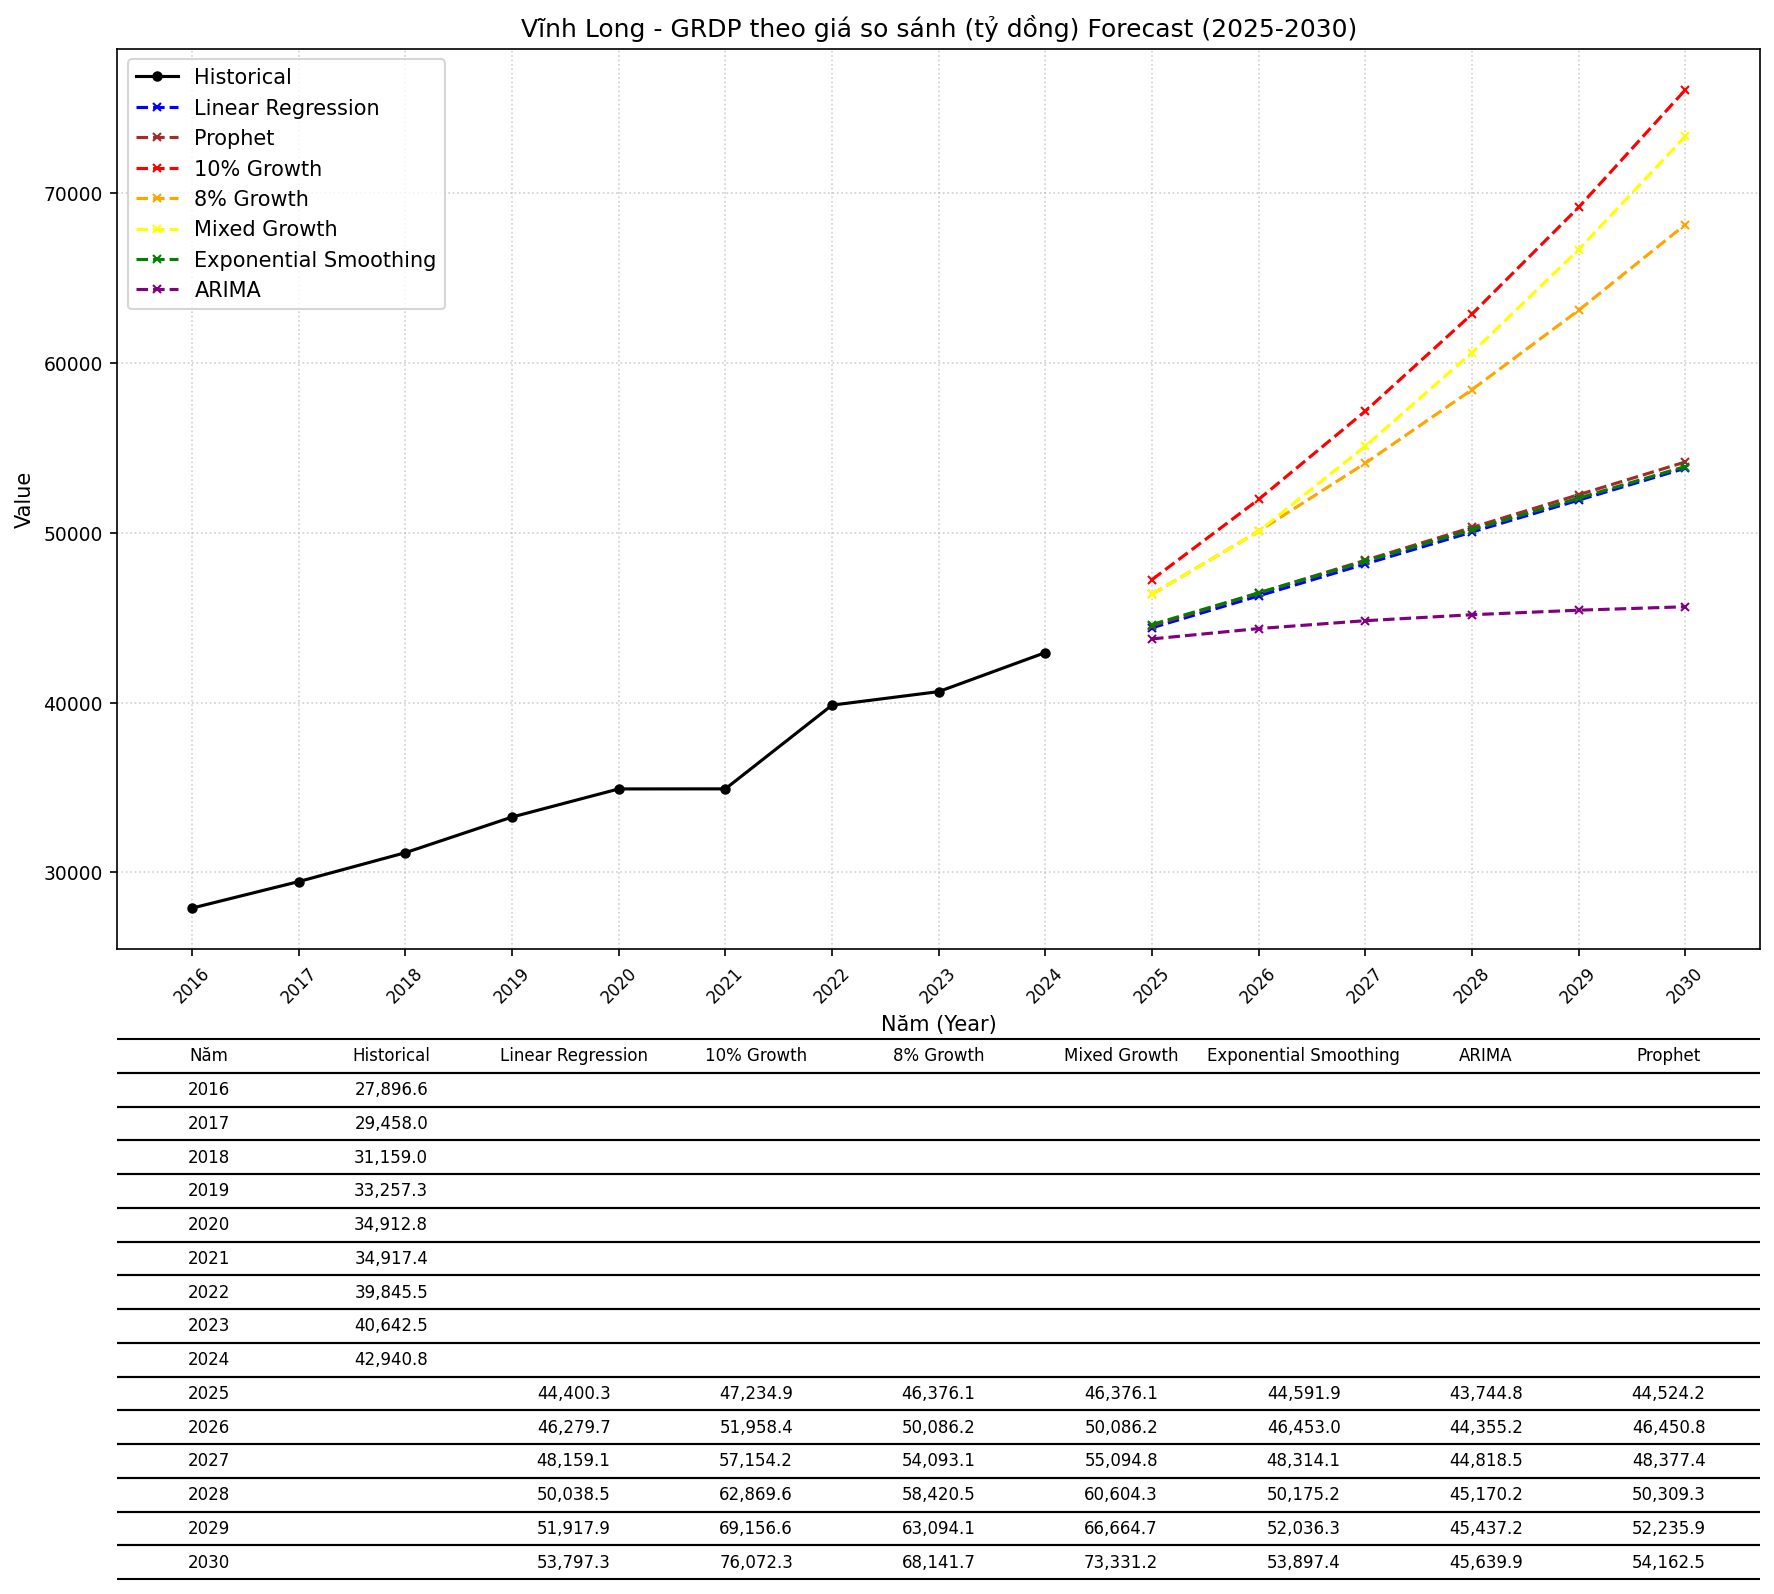 Vĩnh Long - GRDP theo giá so sánh (tỷ đồng) Forecast (2025-2030)
Historical
Linear Regression
Prophet
10% Growth
8% Growth
Mixed Growth
Exponential Smoothing
ARIMA
Value
70000
60000
50000
40000
30000
2016 2017 2018 2019 2020 2021 2022 2023 2024 2025 2026 2027 2028 2029 2030
Năm (Year)
Năm Historical Linear Regression 10% Growth 8% Growth Mixed Growth Exponential Smoothing ARIMA Prophet
2016 27,896.6
2017 29,458.0
2018 31,159.0
2019 33,257.3
2020 34,912.8
2021 34,917.4
2022 39,845.5
2023 40,642.5
2024 42,940.8
2025 44,400.3 47,234.9 46,376.1 46,376.1 44,591.9 43,744.8 44,524.2
2026 46,279.7 51,958.4 50,086.2 50,086.2 46,453.0 44,355.2 46,450.8
2027 48,159.1 57,154.2 54,093.1 55,094.8 48,314.1 44,818.5 48,377.4
2028 50,038.5 62,869.6 58,420.5 60,604.3 50,175.2 45,170.2 50,309.3
2029 51,917.9 69,156.6 63,094.1 66,664.7 52,036.3 45,437.2 52,235.9
2030 53,797.3 76,072.3 68,141.7 73,331.2 53,897.4 45,639.9 54,162.5